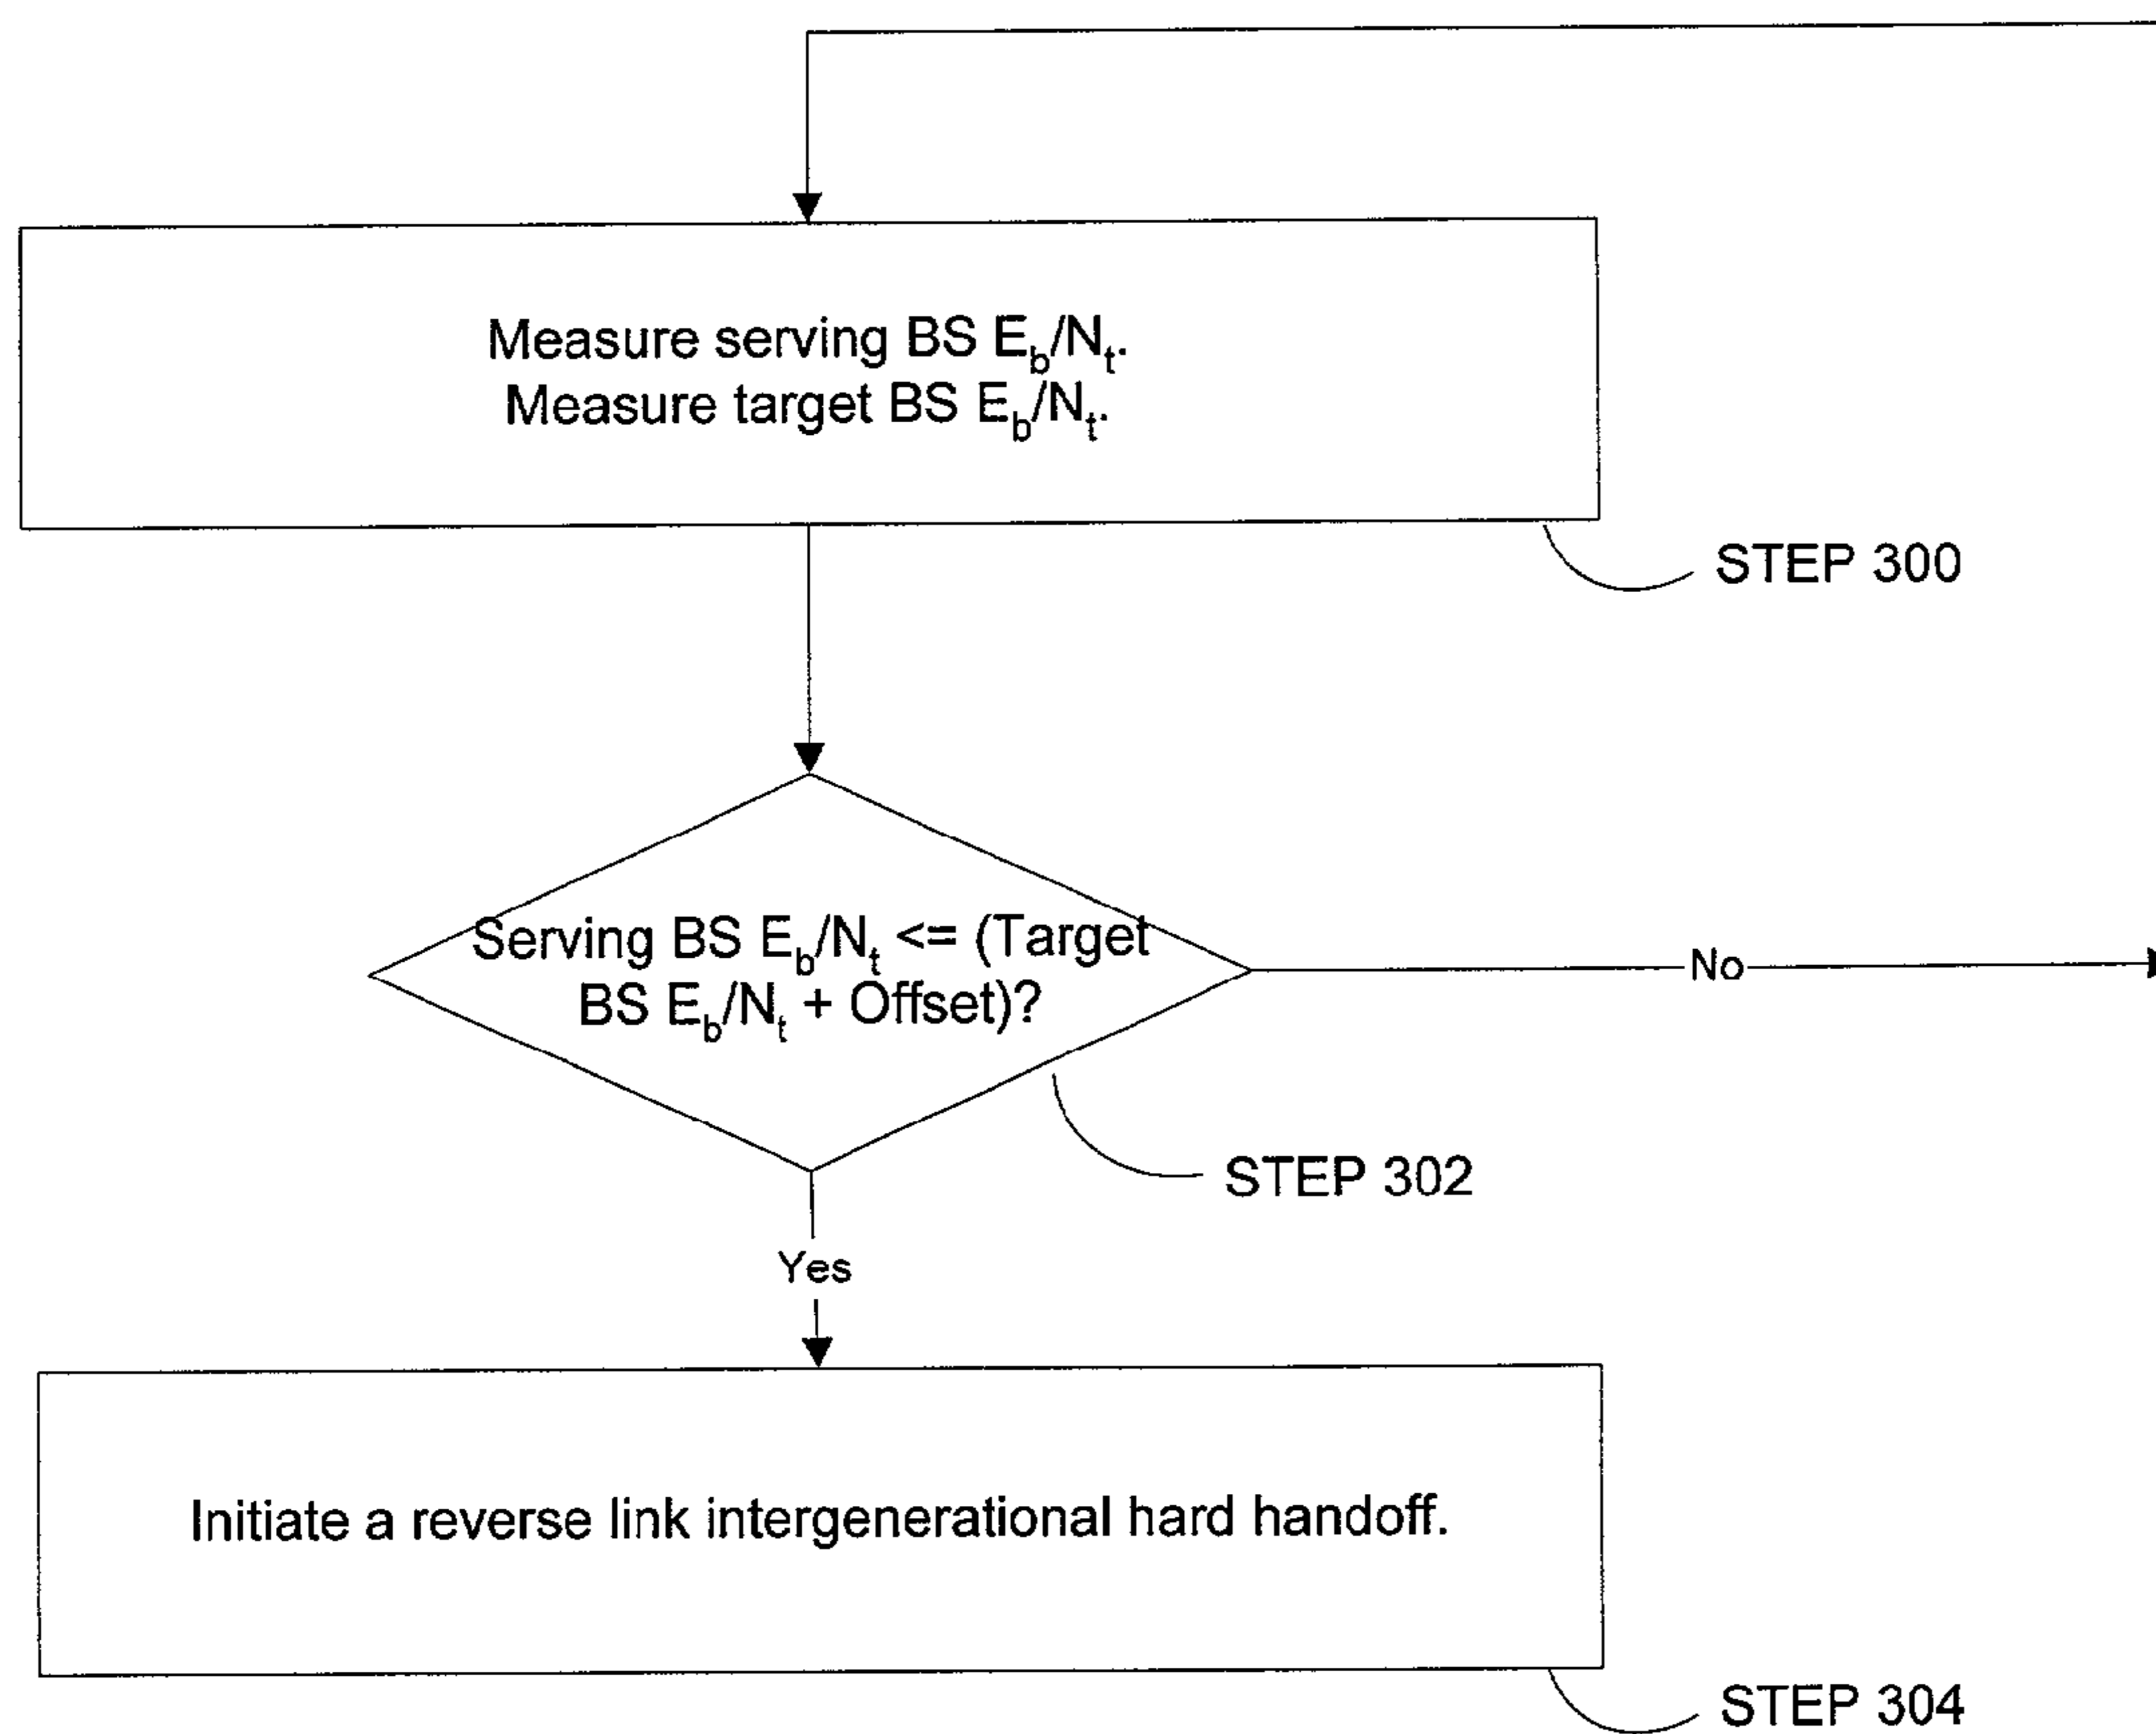 Measure serving BS E_b/N_t.
Measure target BS E_b/N_t.
STEP 300
Serving BS E_b/N_t <= (Target
BS E_b/N_t + Offset)?
No
STEP 302
Yes
Initiate a reverse link intergenerational hard handoff.
STEP 304